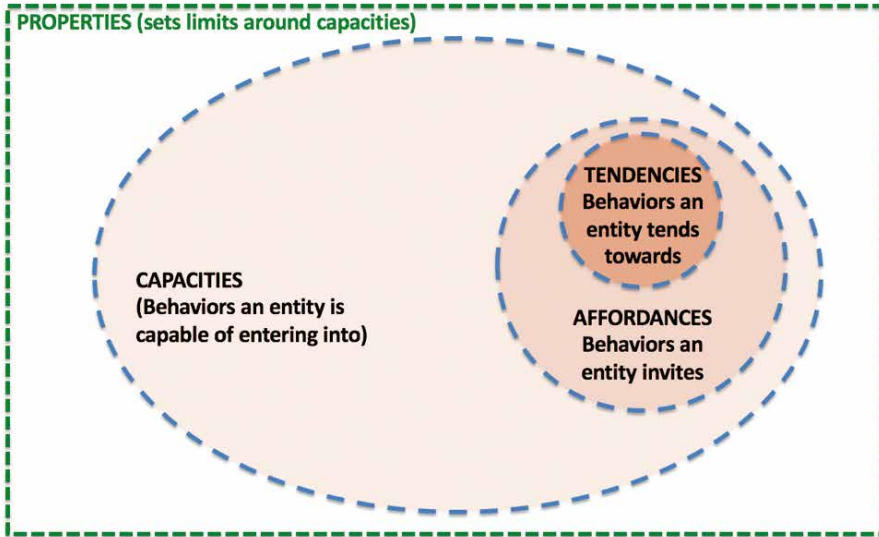 PROPERTIES (sets limits around capacities)
TENDENCIES
Behaviors an
entity tends
towards
CAPACITIES
(Behaviors an entity is
capable of entering into)
AFFORDANCES
Behaviors an
entity invites